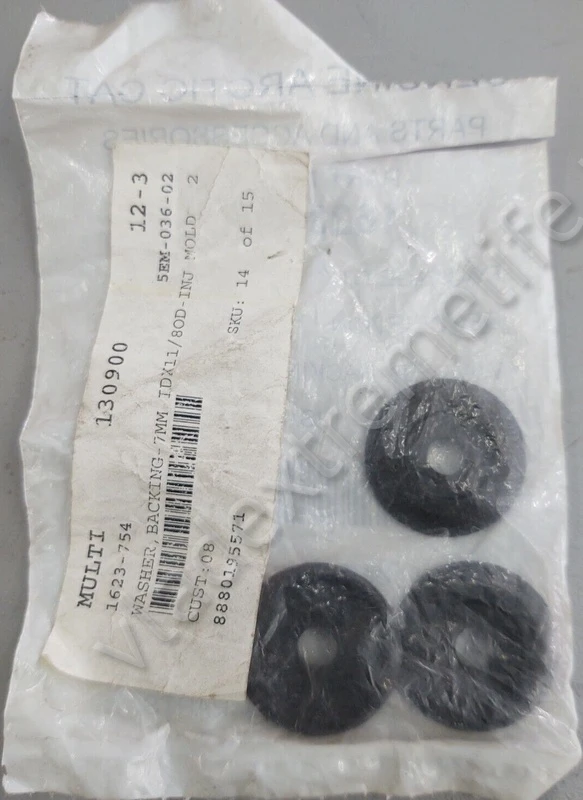 GENUINE ARCTIC CAT
PARTS AND ACCESSORIES
MULTI 130900 12-3
1623-754 5EM-036-02
WASHER,BACKING-7MM IDX11/8OD-INJ MOLD 2
SKU: 14 of 15
CUST:08
8880195571